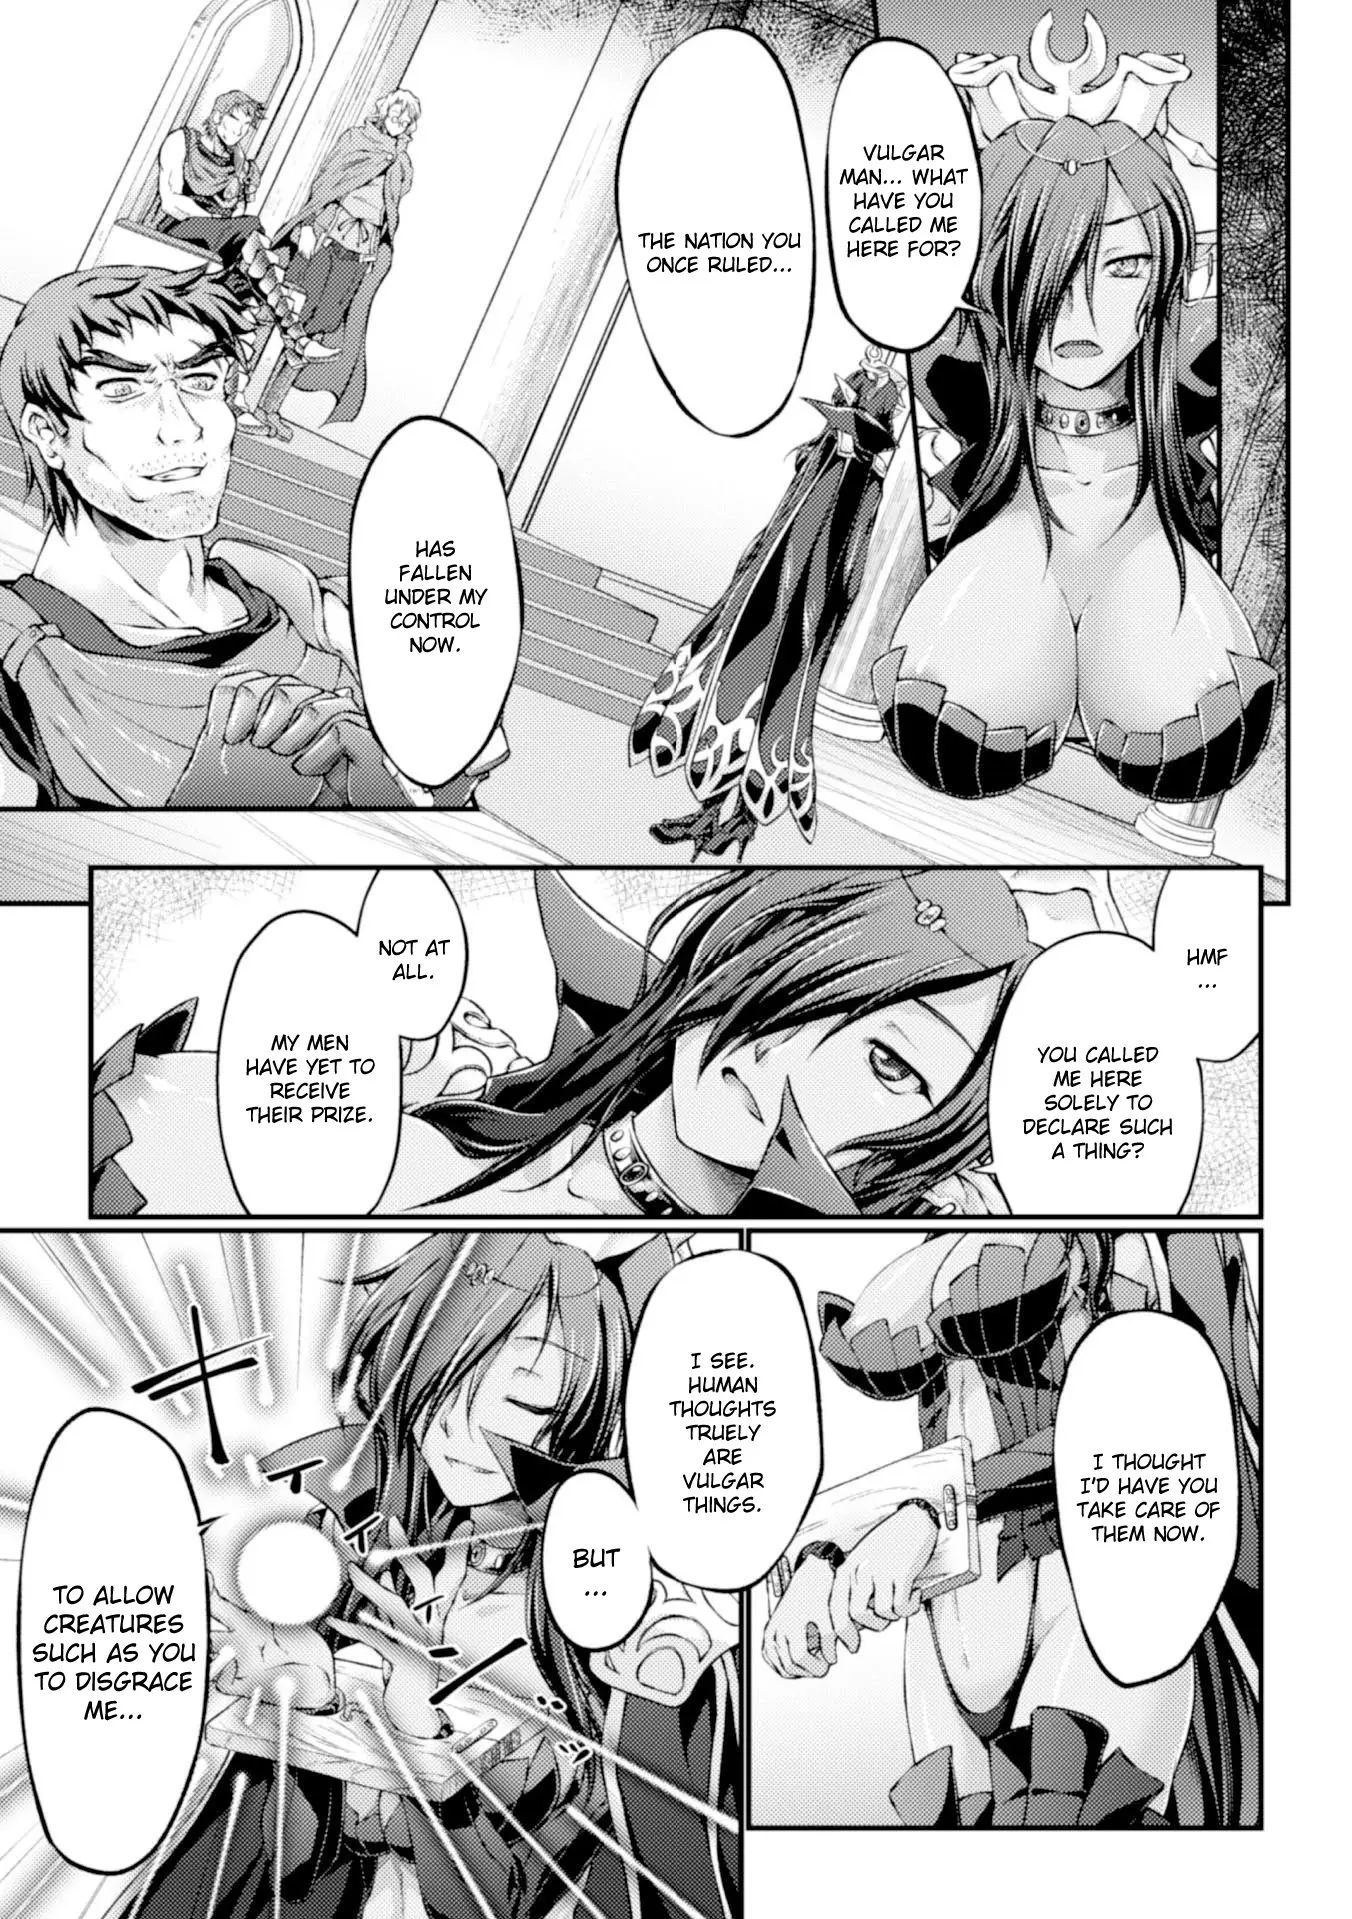 VULGAR
MAN... WHAT
HAVE YOU
CALLED ME
HERE FOR?
THE NATION YOU
ONCE RULED...
HAS
FALLEN
UNDER MY
CONTROL
NOW.
HMF
...
YOU CALLED
ME HERE
SOLELY TO
DECLARE SUCH
A THING?
NOT AT
ALL.
MY MEN
HAVE YET TO
RECEIVE
THEIR PRIZE.
I THOUGHT
I'D HAVE YOU
TAKE CARE OF
THEM NOW.
I SEE.
HUMAN
THOUGHTS
TRUELY
ARE
VULGAR
THINGS.
BUT
...
TO ALLOW
CREATURES
SUCH AS YOU
TO DISGRACE
ME...